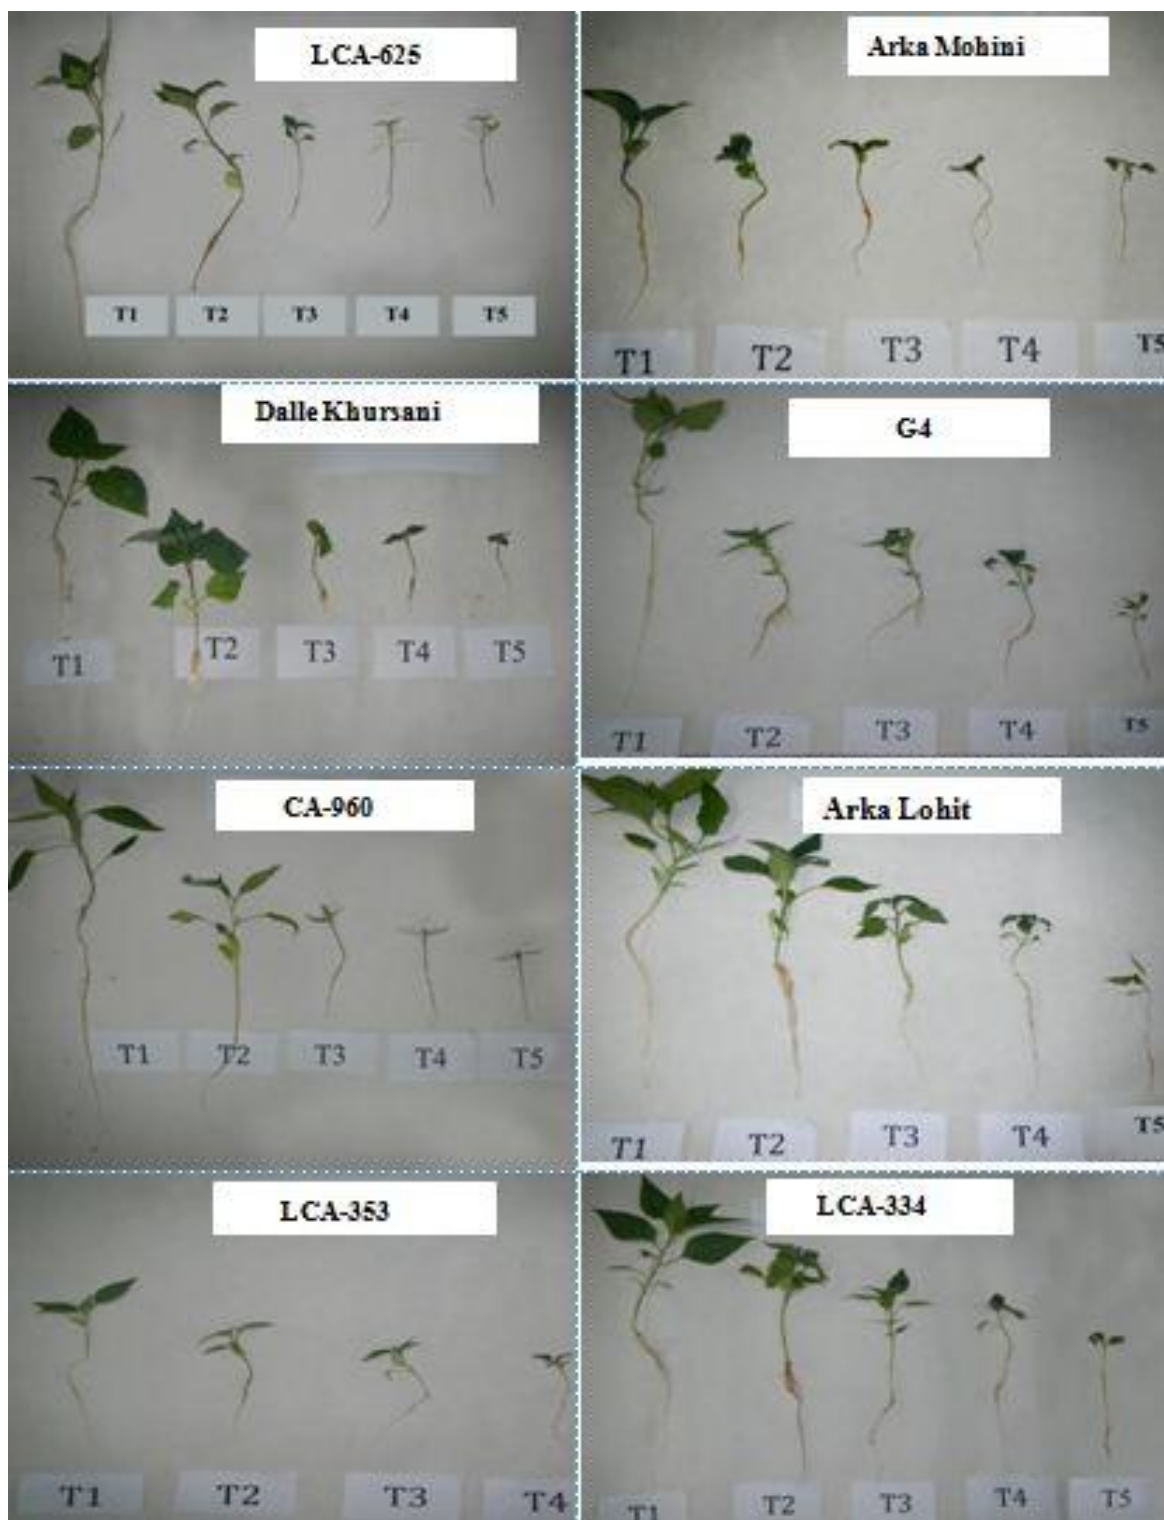 LCA-625
T1 T2 T3 T4 T5
Arka Mohini
T1 T2 T3 T4 T5
Dalle Khursani
T1 T2 T3 T4 T5
G4
T1 T2 T3 T4 T5
CA-960
T1 T2 T3 T4 T5
Arka Lohit
T1 T2 T3 T4 T5
LCA-353
T1 T2 T3 T4
LCA-334
T1 T2 T3 T4 T5